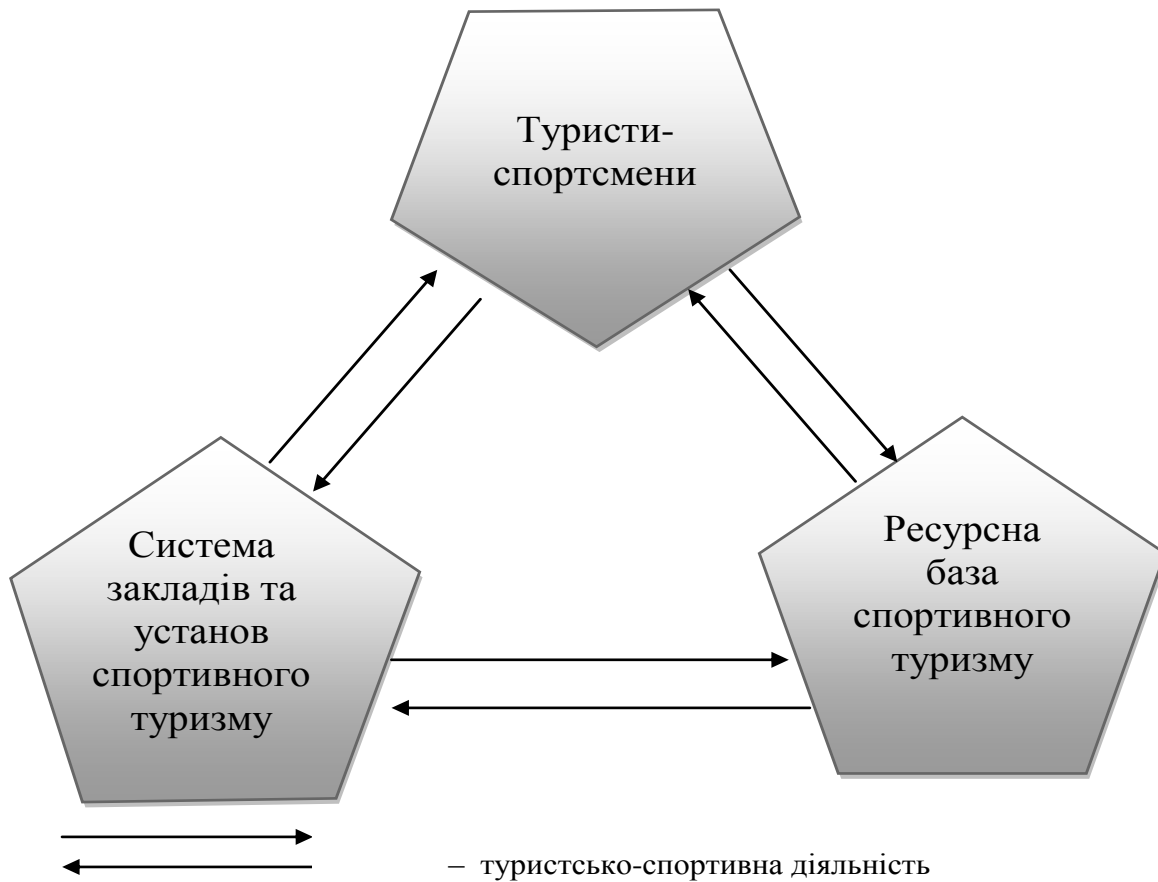 Туристи-
спортсмени
Система
закладів та
установ
спортивного
туризму
Ресурсна
база
спортивного
туризму
– туристсько-спортивна діяльність